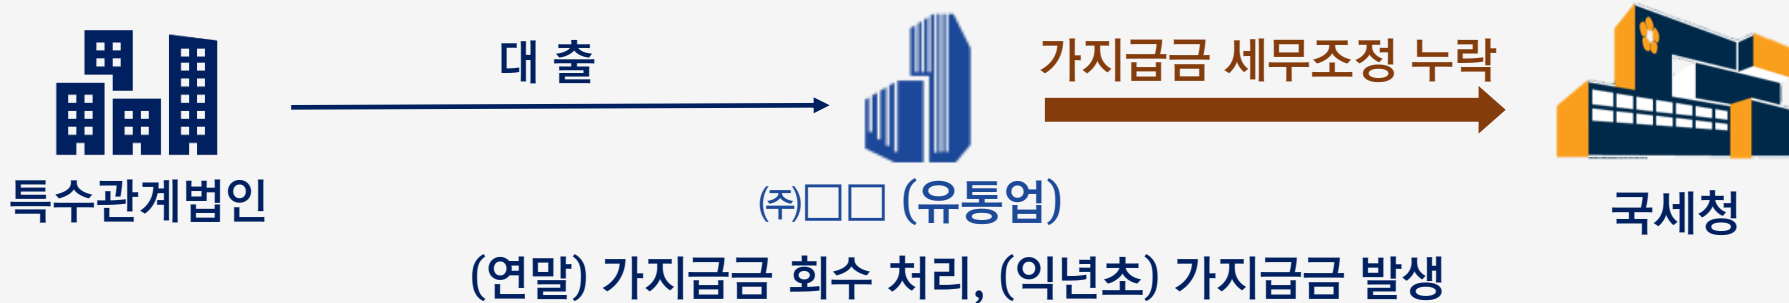 대 출
가지급금 세무조정 누락
특수관계법인
㈜□□ (유통업)
국세청
(연말) 가지급금 회수 처리, (익년초) 가지급금 발생